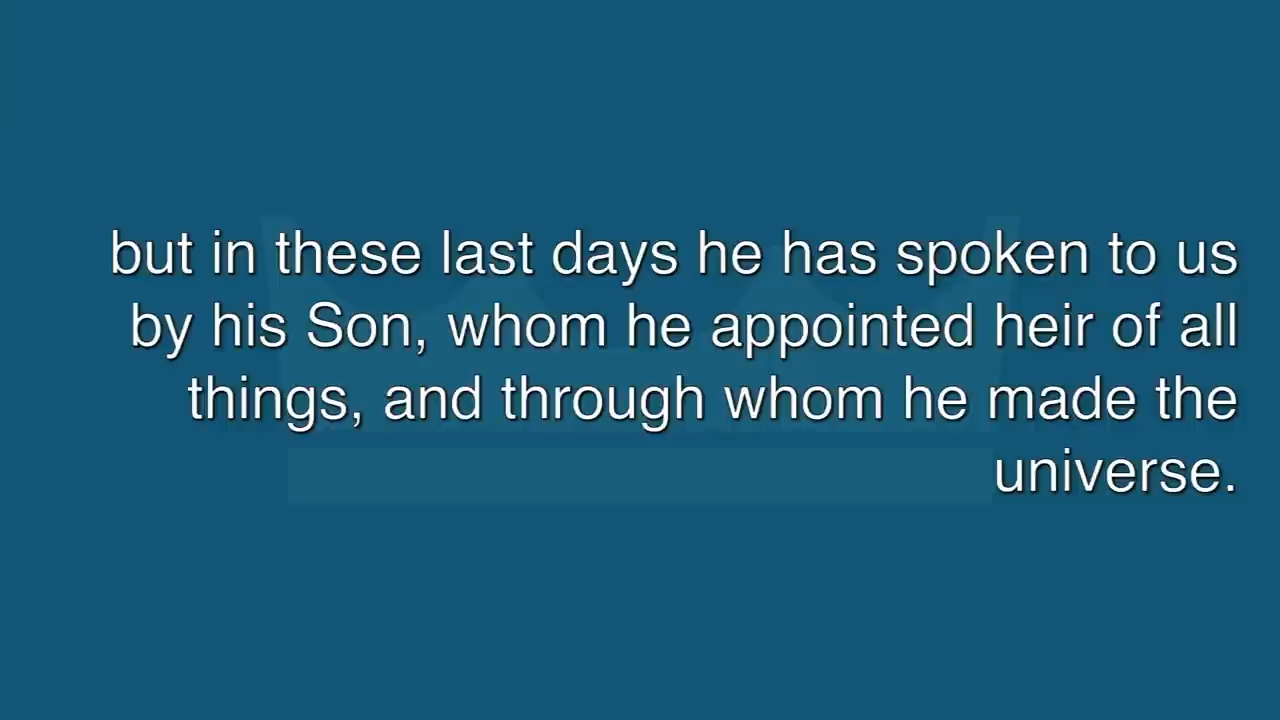 but in these last days he has spoken to us
by his Son, whom he appointed heir of all
things, and through whom he made the
universe.